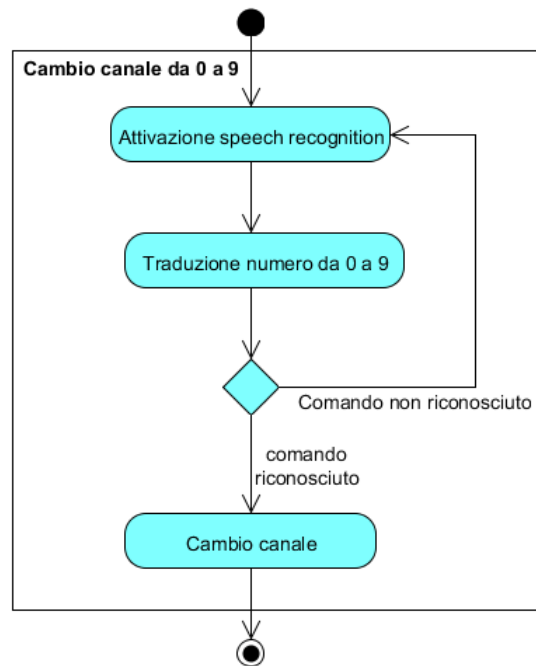 Cambio canale da 0 a 9
Attivazione speech recognition
Traduzione numero da 0 a 9
Comando non riconosciuto
comando
riconosciuto
Cambio canale